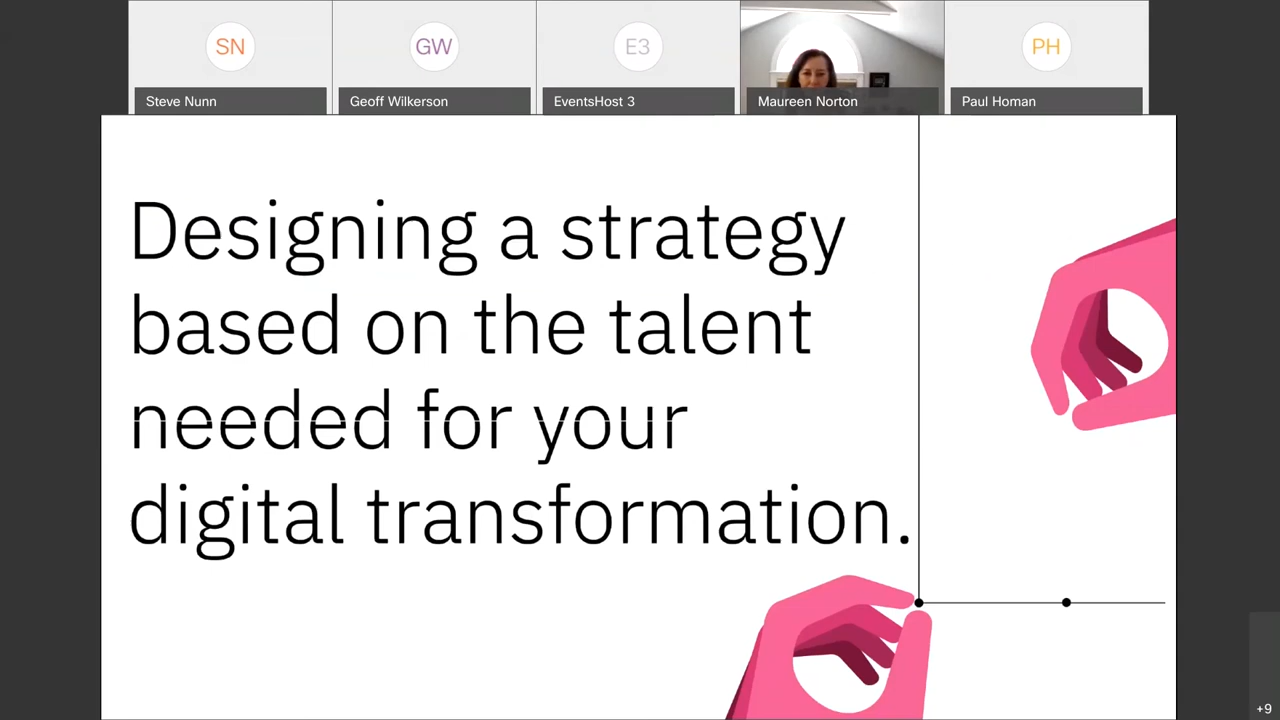 SN
GW
E3
PH
Steve Nunn
Geoff Wilkerson
EventsHost 3
Maureen Norton
Paul Homan
Designing a strategy
based on the talent
needed for your
digital transformation.
+9